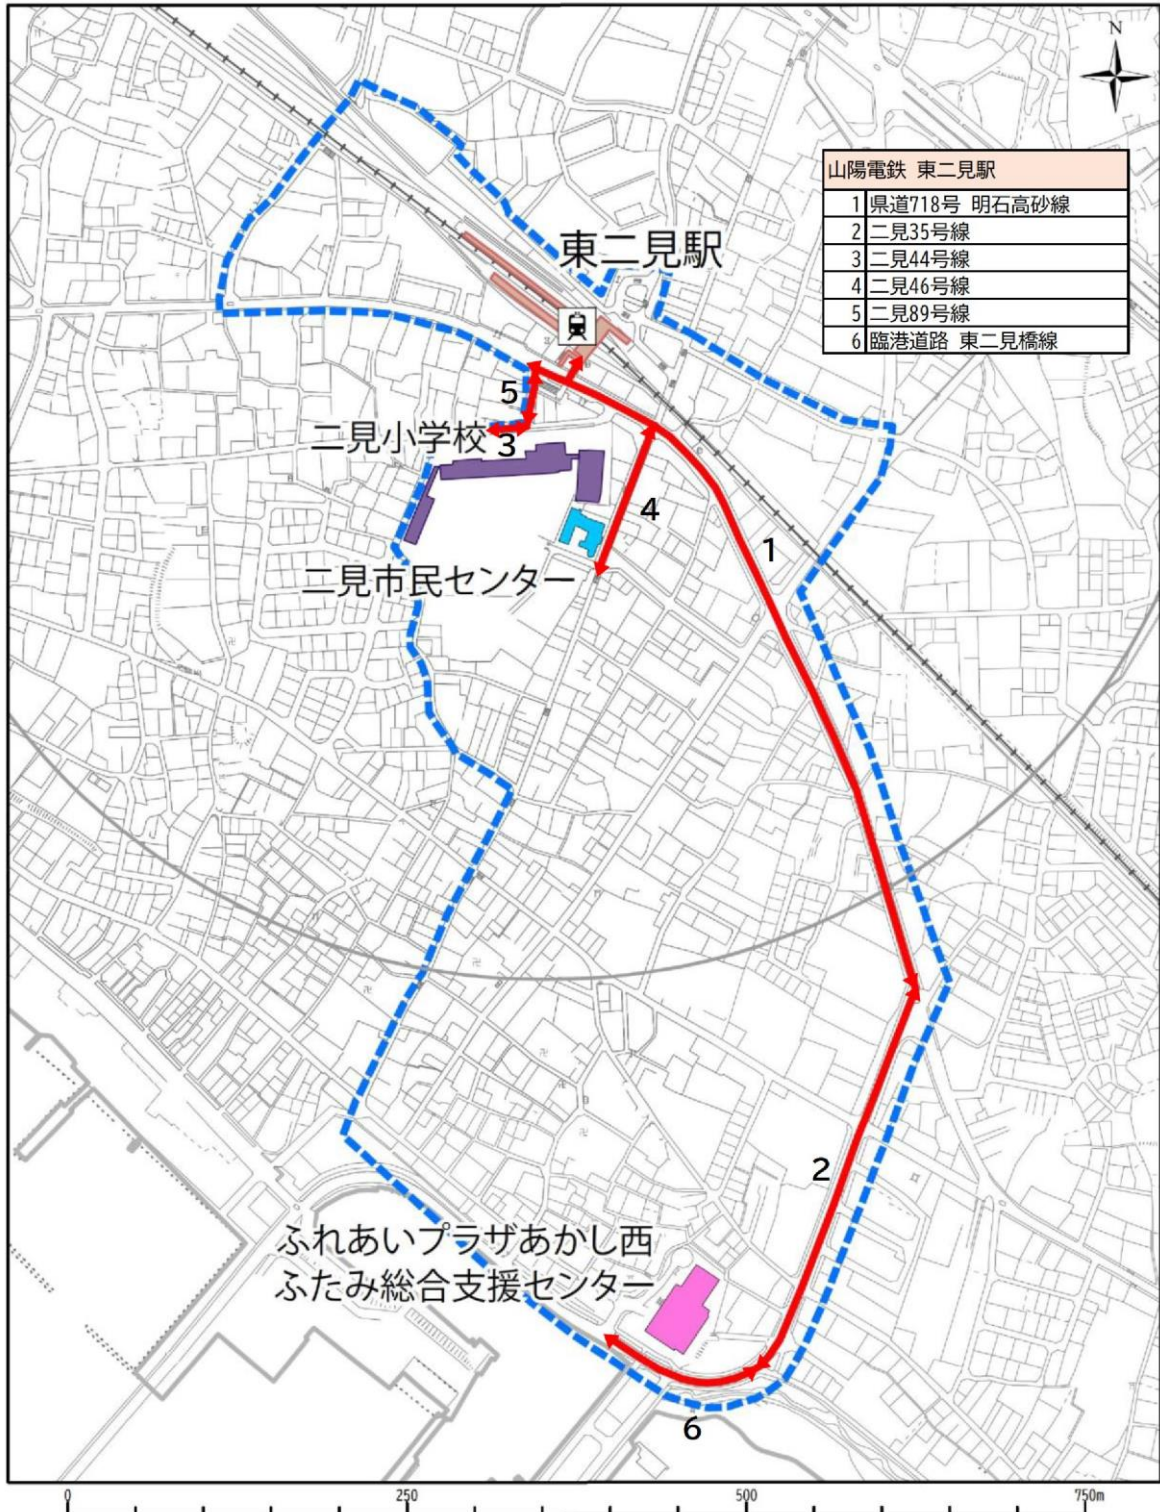 N
山陽電鉄 東二見駅
1 県道718号 明石高砂線
2 二見35号線
3 二見44号線
4 二見46号線
5 二見89号線
6 臨港道路 東二見橋線
東二見駅
5
二見小学校
3
4
1
二見市民センター
2
ふれあいプラザあかし西
ふたみ総合支援センター
6
0 250 500 750m